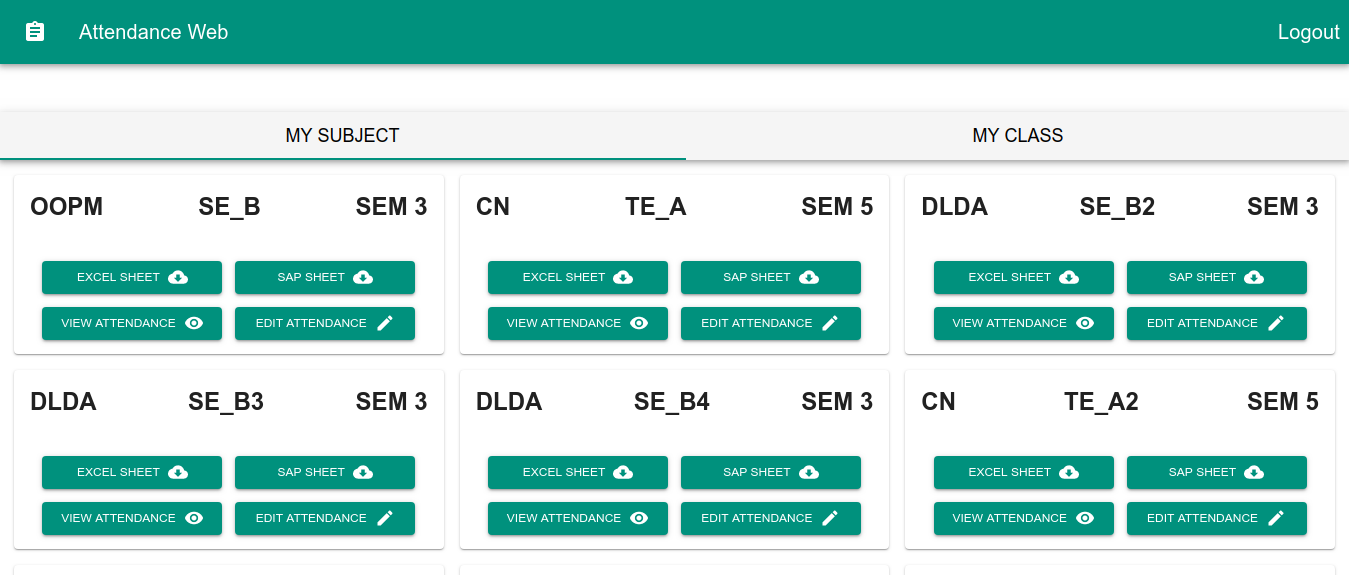 Attendance Web Logout
MY SUBJECT MY CLASS
OOPM SE_B SEM 3
EXCEL SHEET SAP SHEET
VIEW ATTENDANCE EDIT ATTENDANCE
CN TE_A SEM 5
EXCEL SHEET SAP SHEET
VIEW ATTENDANCE EDIT ATTENDANCE
DLDA SE_B2 SEM 3
EXCEL SHEET SAP SHEET
VIEW ATTENDANCE EDIT ATTENDANCE
DLDA SE_B3 SEM 3
EXCEL SHEET SAP SHEET
VIEW ATTENDANCE EDIT ATTENDANCE
DLDA SE_B4 SEM 3
EXCEL SHEET SAP SHEET
VIEW ATTENDANCE EDIT ATTENDANCE
CN TE_A2 SEM 5
EXCEL SHEET SAP SHEET
VIEW ATTENDANCE EDIT ATTENDANCE